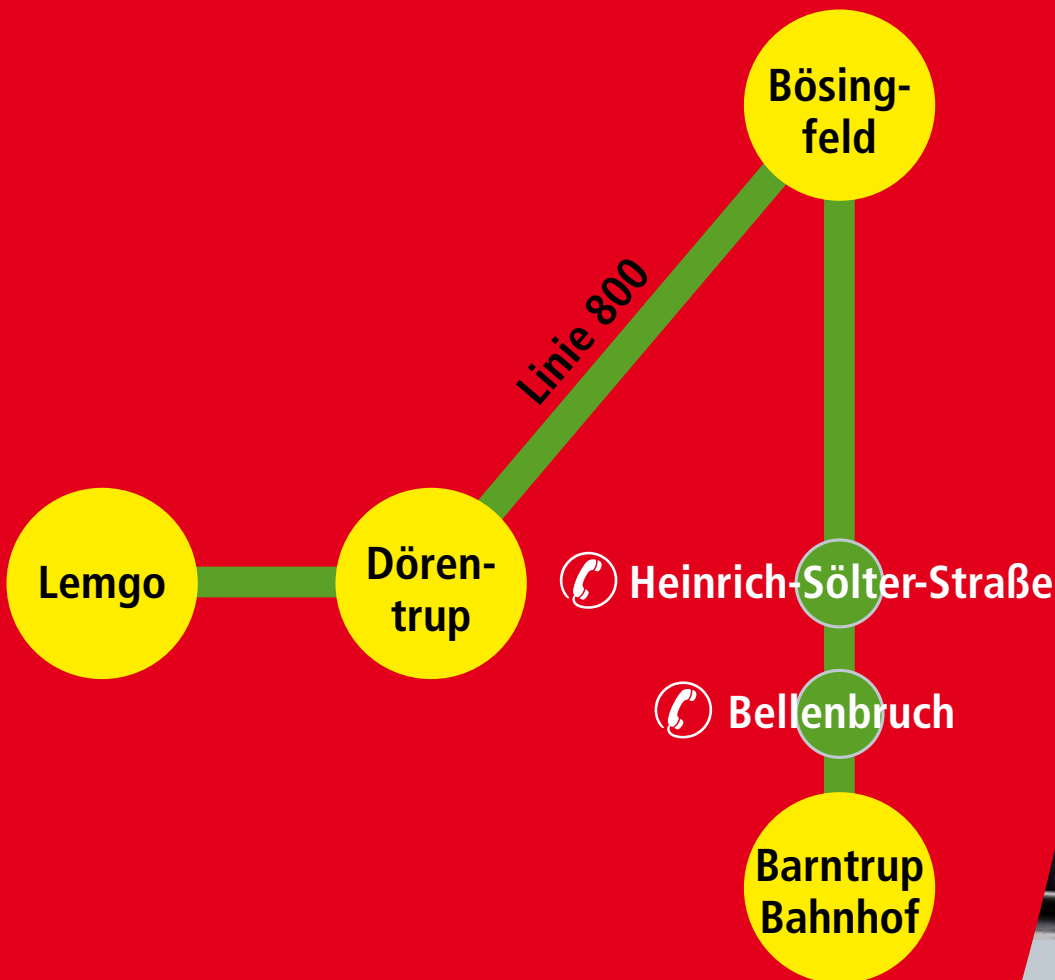 Bösing-
feld
Linie 800
Lemgo
Dören-
trup
Heinrich-Sölter-Straße
Bellenbruch
Barntrup
Bahnhof